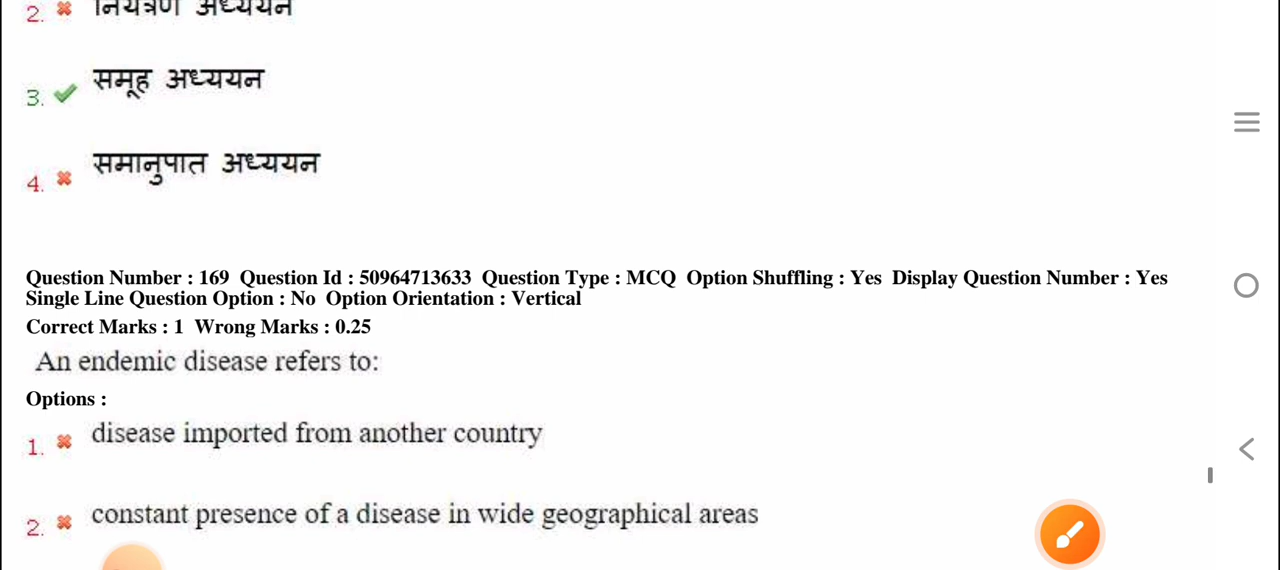 2. नियंत्रण अध्ययन
3. समूह अध्ययन
4. समानुपात अध्ययन
Question Number : 169 Question Id : 50964713633 Question Type : MCQ Option Shuffling : Yes Display Question Number : Yes
Single Line Question Option : No Option Orientation : Vertical
Correct Marks : 1 Wrong Marks : 0.25
An endemic disease refers to:
Options :
1. disease imported from another country
2. constant presence of a disease in wide geographical areas